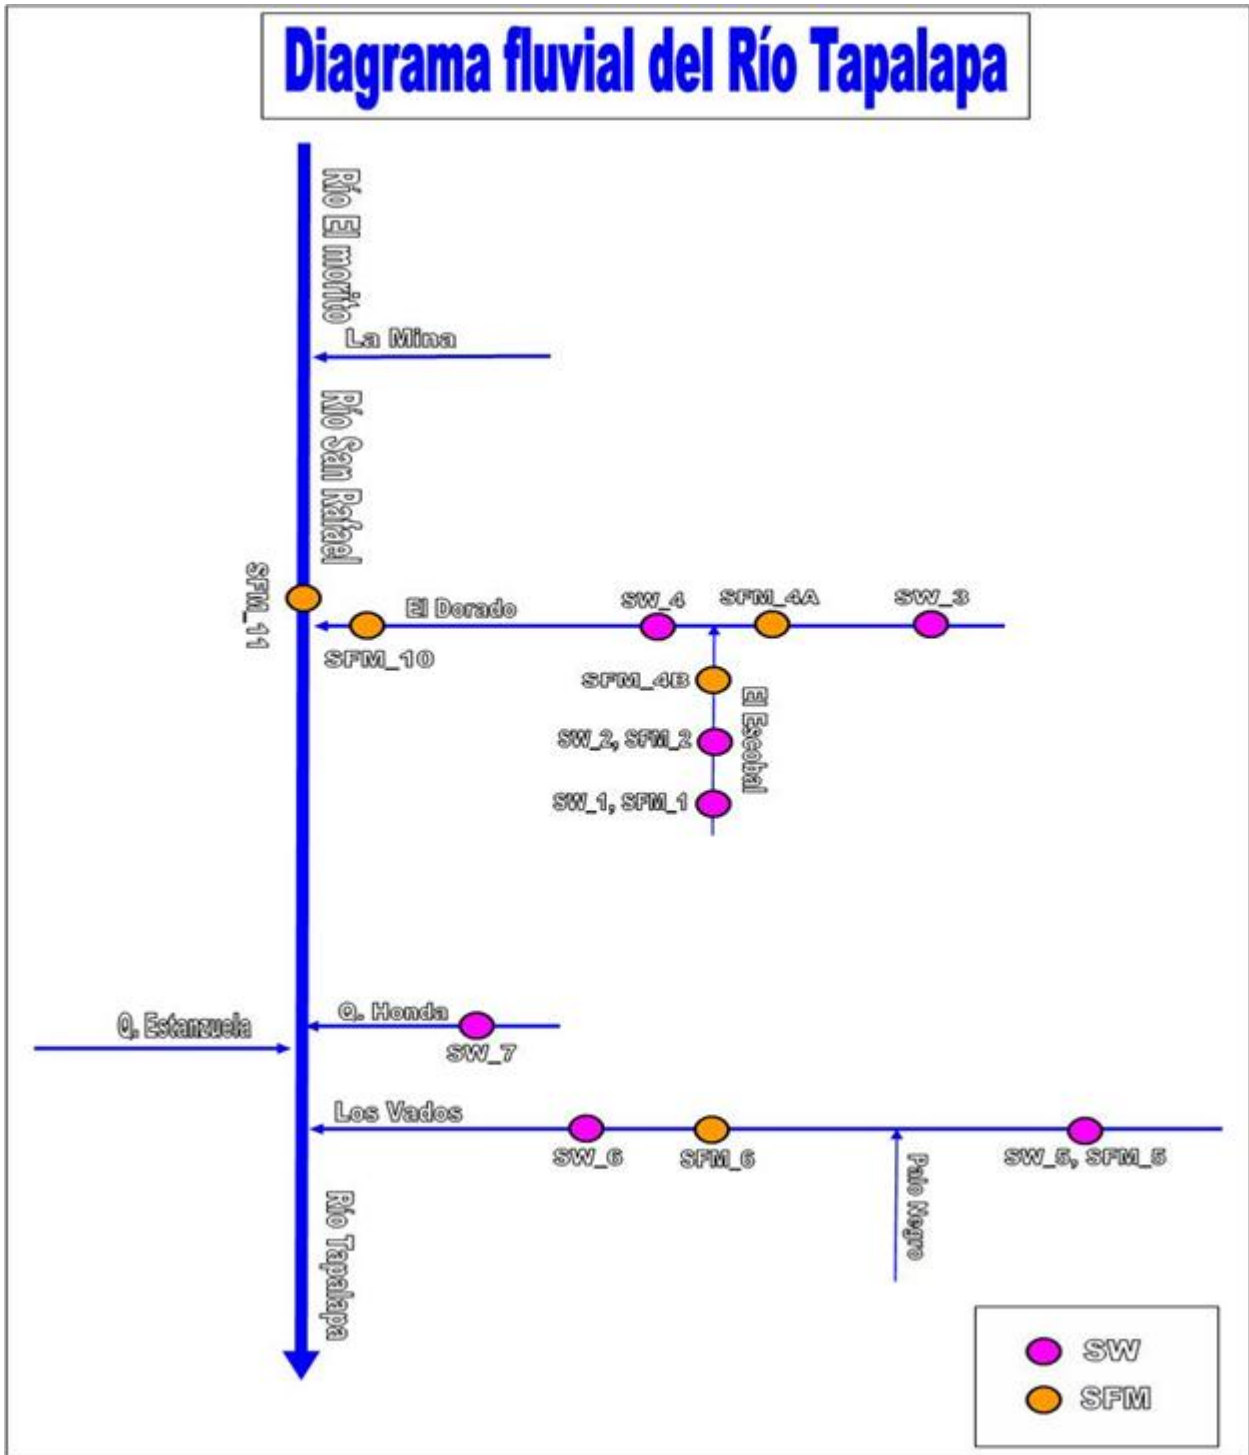 Diagrama fluvial del Río Tapalapa
Río El morito
La Mina
Río San Rafael
SFM_11
El Dorado
SFM_10
SW_4
SFM_4A
SW_3
SFM_4B
El Escobal
SW_2, SFM_2
SW_1, SFM_1
Q. Honda
Q. Estanzuela
SW_7
Los Vados
SW_6
SFM_6
SW_5, SFM_5
Palo Negro
Río Tapalapa
SW
SFM